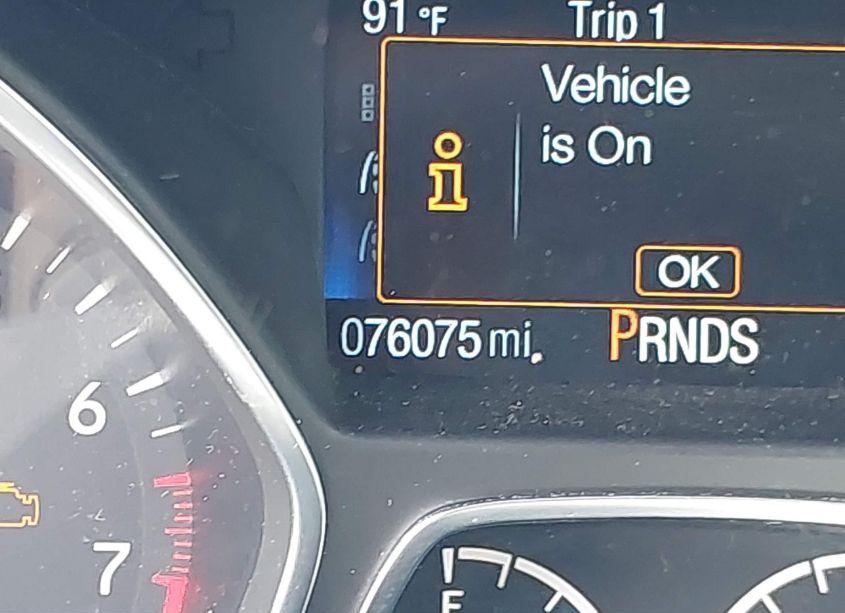 91 °F Trip 1
Vehicle
is On
OK
076075 mi.
PRNDS
6
7
F